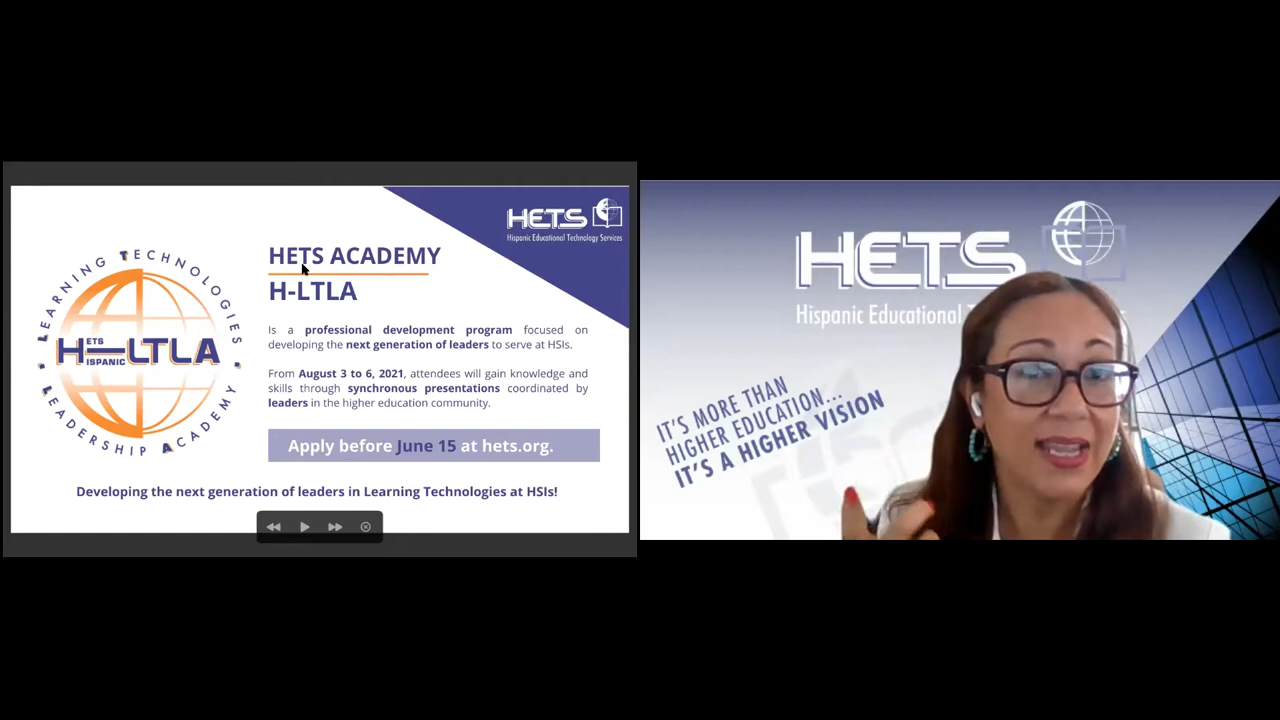 LEARNING TECHNOLOGIES
H ETS ISPANIC LTLA
LEADERSHIP ACADEMY
HETS
Hispanic Educational Technology Services
HETS ACADEMY
H-LTLA
Is a professional development program focused on
developing the next generation of leaders to serve at HSIs.
From August 3 to 6, 2021, attendees will gain knowledge and
skills through synchronous presentations coordinated by
leaders in the higher education community.
Apply before June 15 at hets.org.
Developing the next generation of leaders in Learning Technologies at HSIs!
HETS
Hispanic Educational
IT'S MORE THAN
HIGHER EDUCATION...
IT'S A HIGHER VISION